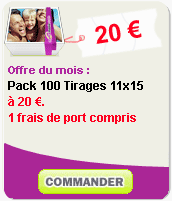 20 €
Offre du mois :
Pack 100 Tirages 11x15
à 20 €.
1 frais de port compris
COMMANDER